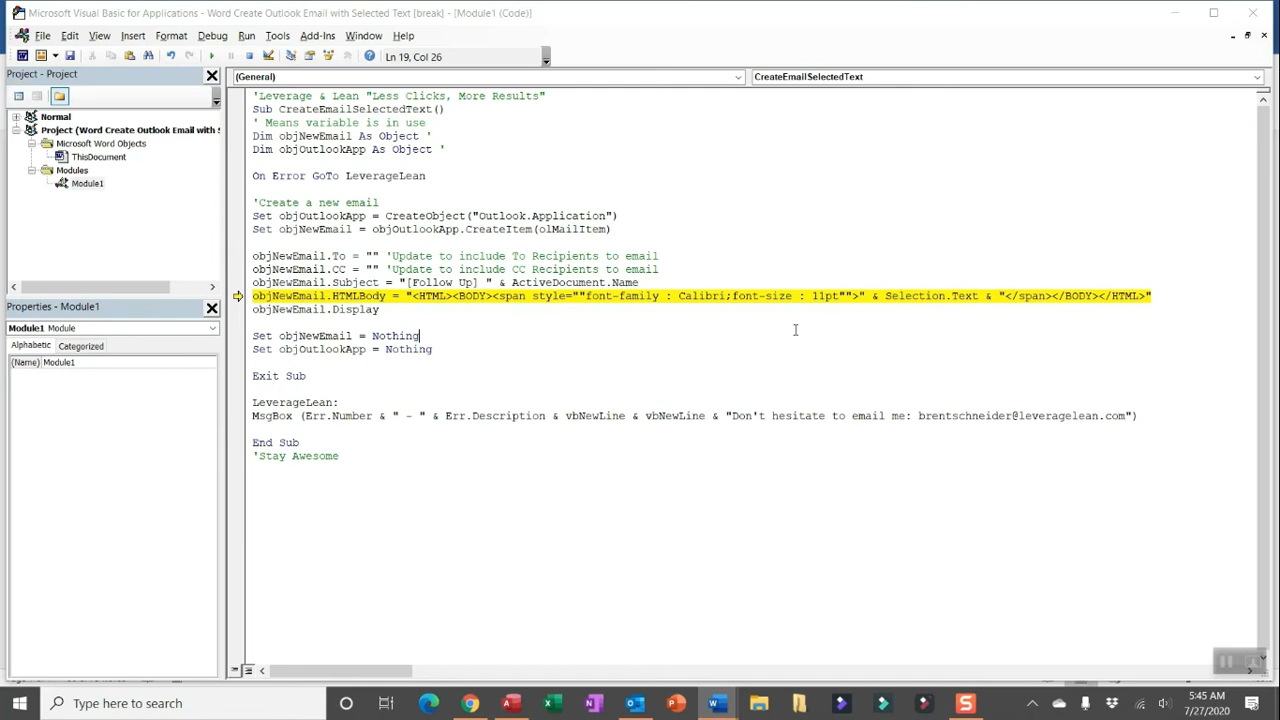 Microsoft Visual Basic for Applications - Word Create Outlook Email with Selected Text [break] - [Module1 (Code)]
File Edit View Insert Format Debug Run Tools Add-Ins Window Help
Ln 19, Col 26
Project - Project
(General)
CreateEmailSelectedText
Normal
Project (Word Create Outlook Email with S
Microsoft Word Objects
ThisDocument
Modules
Module1
Properties - Module1
Module1 Module
Alphabetic Categorized
(Name) Module1
'Leverage & Lean "Less Clicks, More Results"
Sub CreateEmailSelectedText()
' Means variable is in use
Dim objNewEmail As Object '
Dim objOutlookApp As Object '
On Error GoTo LeverageLean
'Create a new email
Set objOutlookApp = CreateObject("Outlook.Application")
Set objNewEmail = objOutlookApp.CreateItem(olMailItem)
objNewEmail.To = "" 'Update to include To Recipients to email
objNewEmail.CC = "" 'Update to include CC Recipients to email
objNewEmail.Subject = "[Follow Up] " & ActiveDocument.Name
objNewEmail.HTMLBody = "<HTML><BODY><span style=""font-family : Calibri;font-size : 11pt"">" & Selection.Text & "</span></BODY></HTML>"
objNewEmail.Display
Set objNewEmail = Nothing
Set objOutlookApp = Nothing
Exit Sub
LeverageLean:
MsgBox (Err.Number & " - " & Err.Description & vbNewLine & vbNewLine & "Don't hesitate to email me: brentschneider@leveragelean.com")
End Sub
'Stay Awesome
Type here to search
5:45 AM
7/27/2020